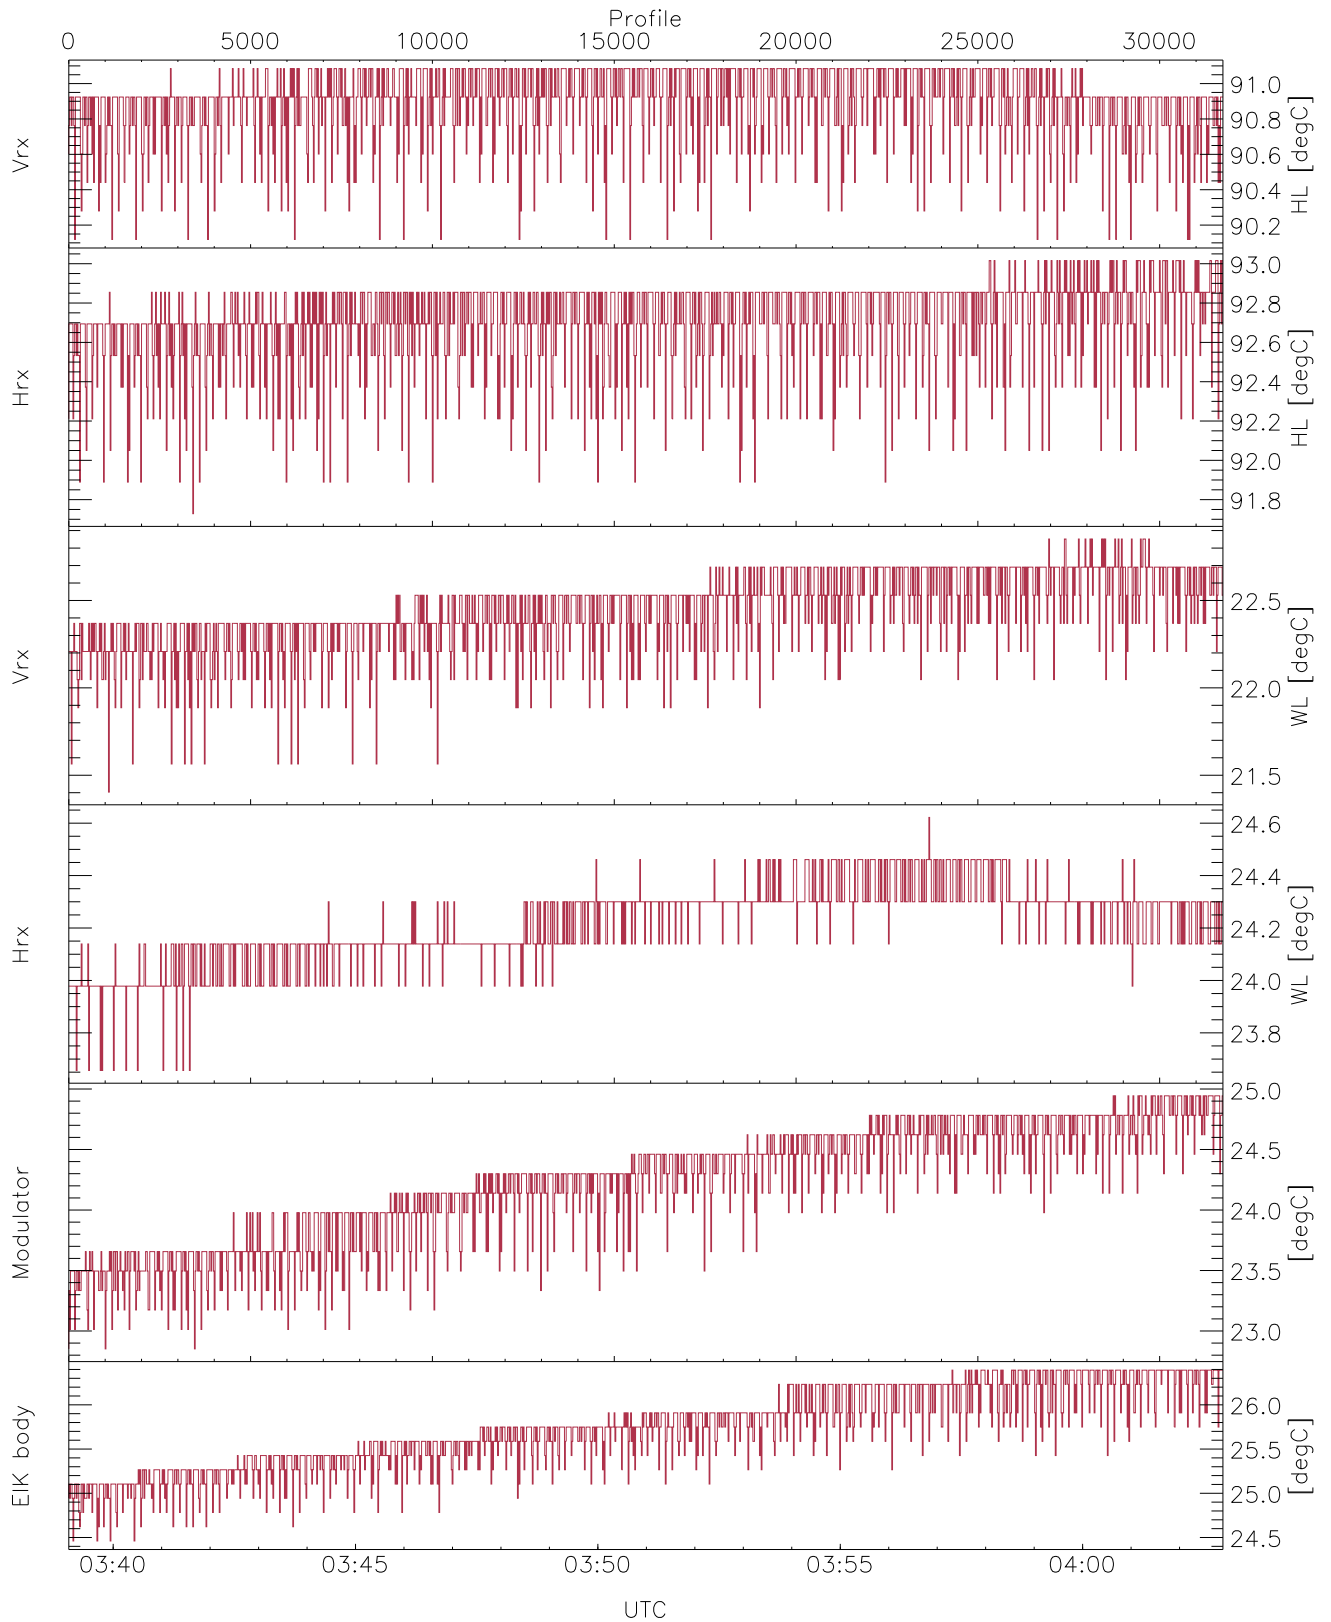 Profile
0 5000 10000 15000 20000 25000 30000
Vrx
91.0
90.8
90.6
90.4
90.2
HL [degC]
Hrx
93.0
92.8
92.6
92.4
92.2
92.0
91.8
HL [degC]
Vrx
22.5
22.0
21.5
WL [degC]
Hrx
24.6
24.4
24.2
24.0
23.8
WL [degC]
Modulator
25.0
24.5
24.0
23.5
23.0
[degC]
EIK body
26.0
25.5
25.0
24.5
[degC]
03:40 03:45 03:50 03:55 04:00
UTC